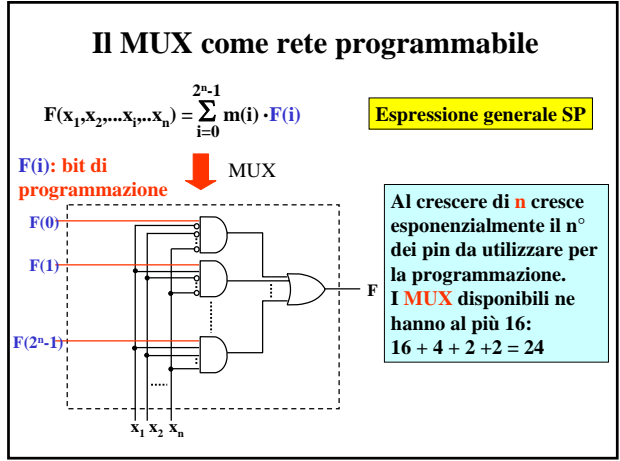 Il MUX come rete programmabile
2ⁿ-1
F(x₁,x₂,...xᵢ,..xₙ) = Σ m(i) ·F(i)
i=0
Espressione generale SP
F(i): bit di
programmazione
MUX
F(0)
F(1)
F(2ⁿ-1)
F
x₁ x₂ xₙ
Al crescere di n cresce
esponenzialmente il n°
dei pin da utilizzare per
la programmazione.
I MUX disponibili ne
hanno al più 16:
16 + 4 + 2 +2 = 24